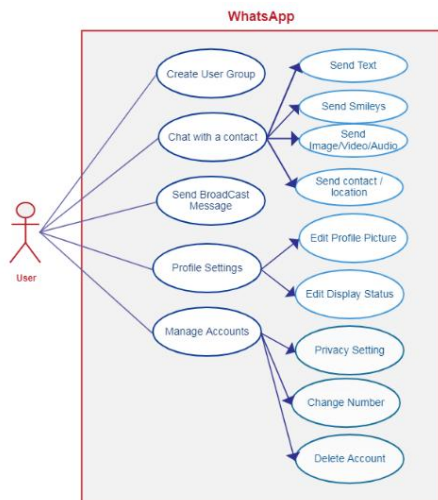 WhatsApp
Create User Group
Chat with a contact
Send BroadCast
Message
Profile Settings
Manage Accounts
User
Send Text
Send Smileys
Send
Image/Video/Audio
Send contact /
location
Edit Profile Picture
Edit Display Status
Privacy Setting
Change Number
Delete Account